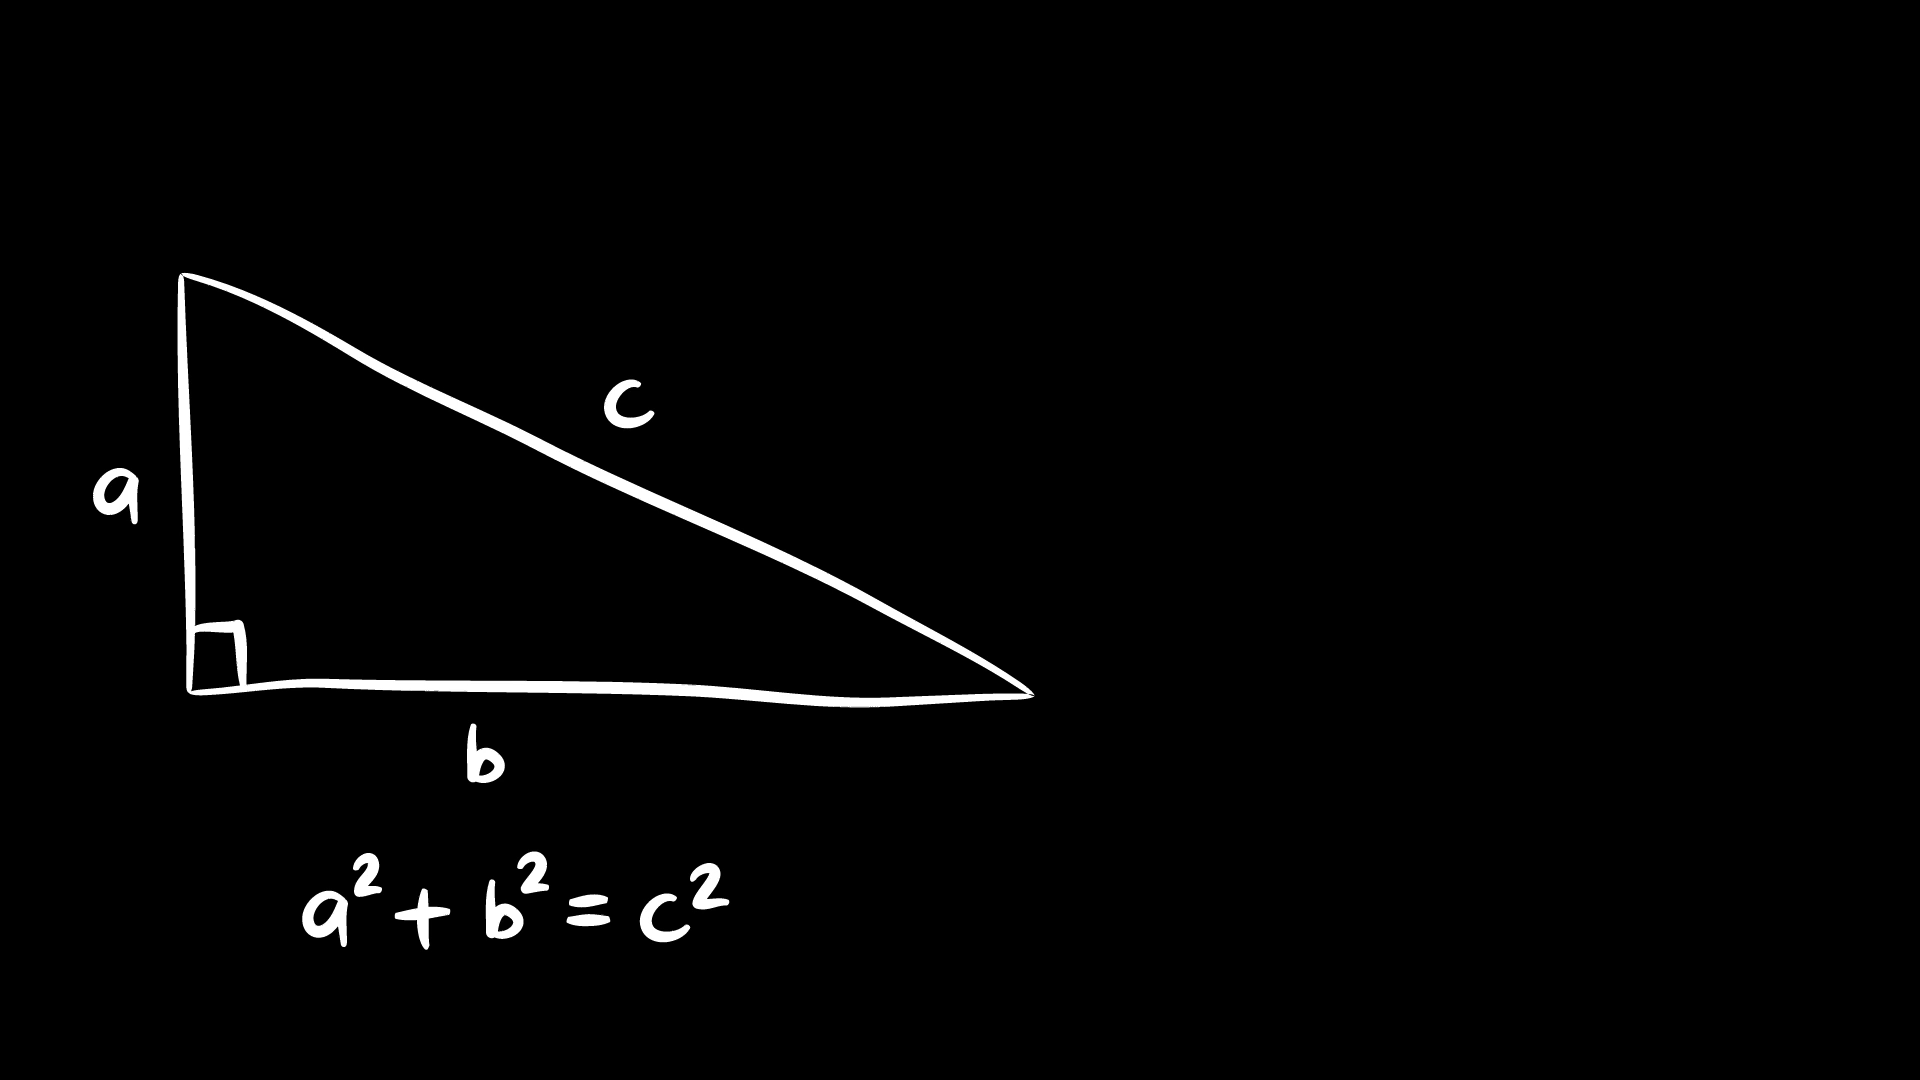 c
a
b
a² + b² = c²